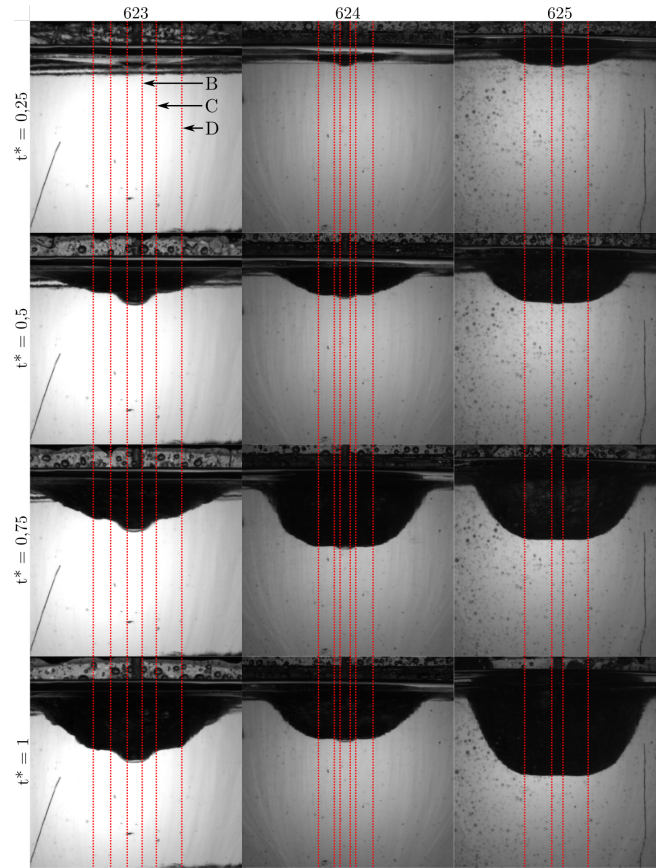 623 624 625
B
C
D
t* = 0,25
t* = 0,5
t* = 0,75
t* = 1